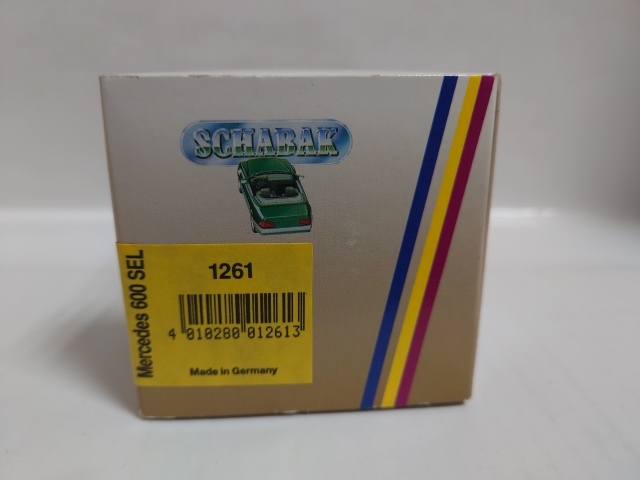 SCHABAK
Mercedes 600 SEL
1261
4 010280 012613
Made in Germany